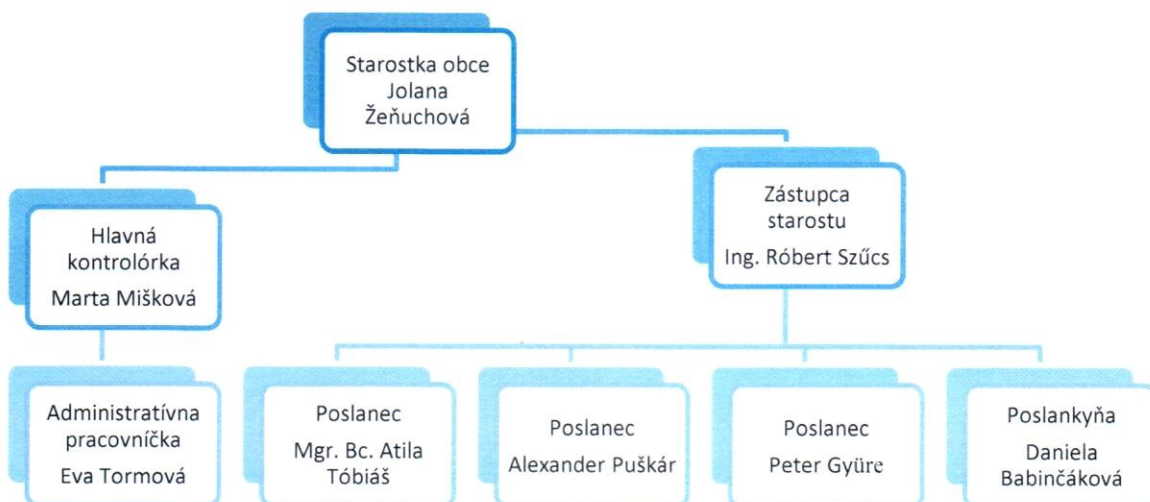 Starostka obce
Jolana
Žeňuchová
Hlavná
kontrolórka
Marta Mišková
Zástupca
starostu
Ing. Róbert Szűcs
Administratívna
pracovníčka
Eva Tormová
Poslanec
Mgr. Bc. Atila
Tóbiáš
Poslanec
Alexander Puškár
Poslanec
Peter Gyüre
Poslankyňa
Daniela
Babinčáková